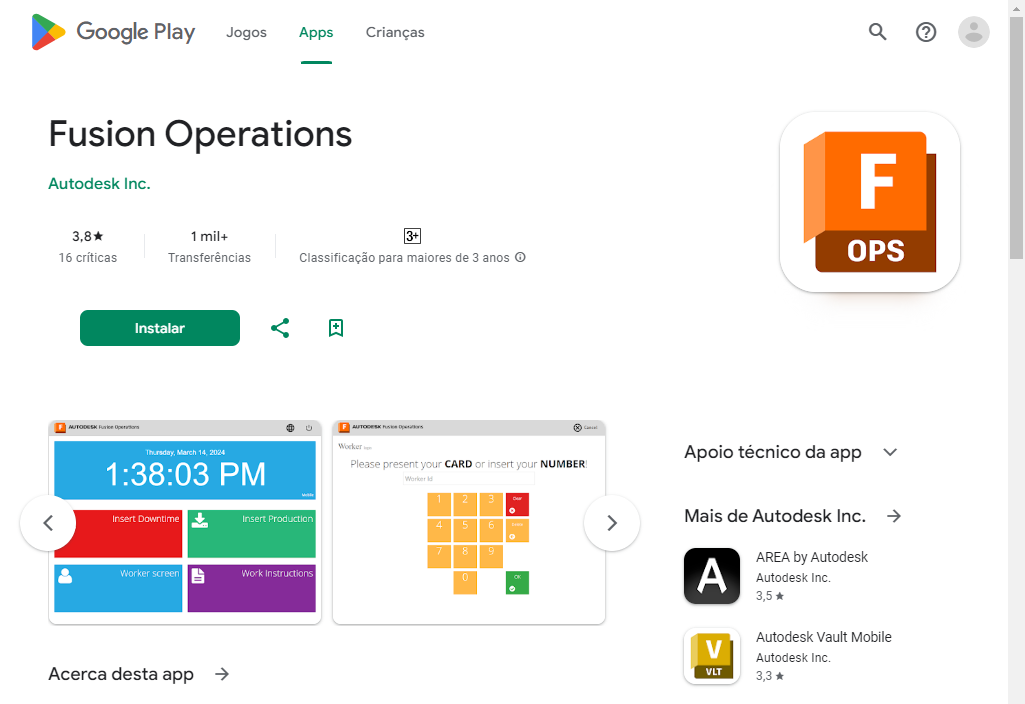 Google Play
Jogos
Apps
Crianças
Fusion Operations
Autodesk Inc.
3,8★
16 críticas
1 mil+
Transferências
3+
Classificação para maiores de 3 anos
Instalar
F
OPS
F AUTODESK Fusion Operations
Thursday, March 14, 2024
1:38:03 PM
Mobile
Insert Downtime
Insert Production
Worker screen
Work Instructions
F AUTODESK Fusion Operations
Cancel
Worker
Please present your CARD or insert your NUMBER!
Worker Id
1 2 3 Clear
4 5 6
7 8 9
0 OK
Apoio técnico da app
Mais de Autodesk Inc.
A
AREA by Autodesk
Autodesk Inc.
3,5 ★
V
VLT
Autodesk Vault Mobile
Autodesk Inc.
3,3 ★
Acerca desta app